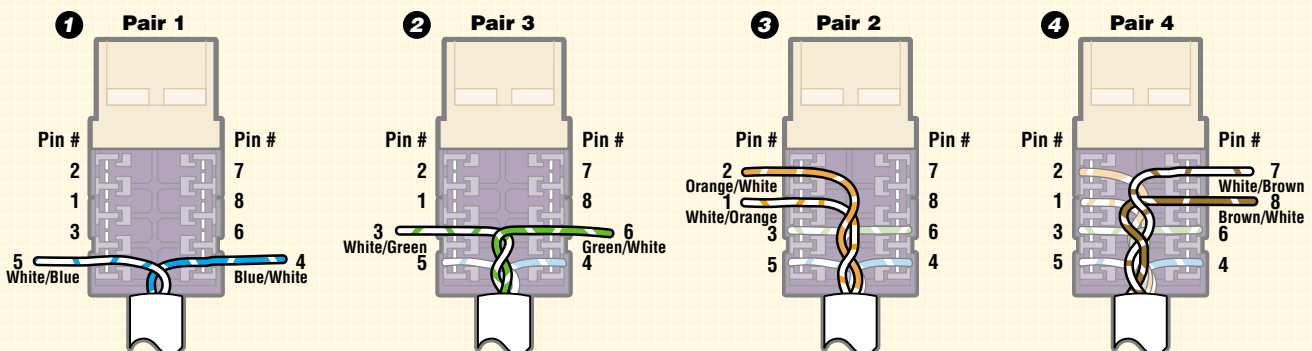 1 Pair 1
Pin # Pin #
2 7
1 8
3 6
5 4
White/Blue Blue/White
2 Pair 3
Pin # Pin #
2 7
1 8
3 6
White/Green Green/White
5 4
3 Pair 2
Pin # Pin #
2 7
Orange/White
1 8
White/Orange
3 6
5 4
4 Pair 4
Pin # Pin #
2 7
White/Brown
1 8
Brown/White
3 6
5 4